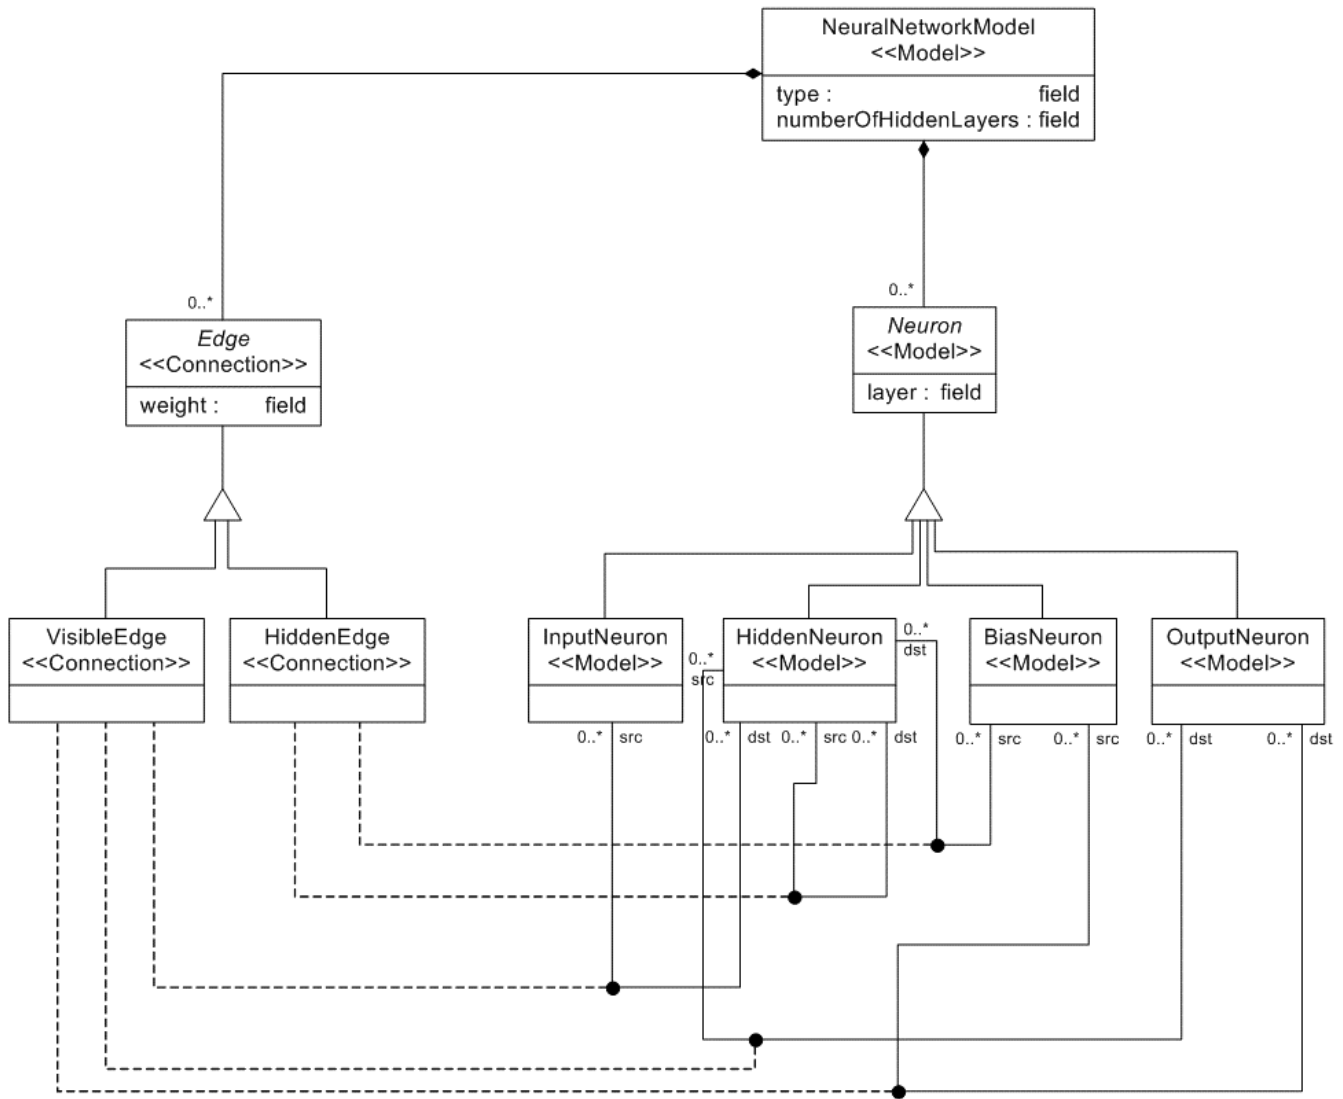 NeuralNetworkModel
<<Model>>
type : field
numberOfHiddenLayers : field
0..*
0..*
Edge
<<Connection>>
weight : field
Neuron
<<Model>>
layer : field
VisibleEdge
<<Connection>>
HiddenEdge
<<Connection>>
InputNeuron
<<Model>>
0..*
src
HiddenNeuron
<<Model>>
0..*
dst
BiasNeuron
<<Model>>
OutputNeuron
<<Model>>
0..* src
0..* dst
0..* src
0..* dst
0..* src
0..* src
0..* dst
0..* dst